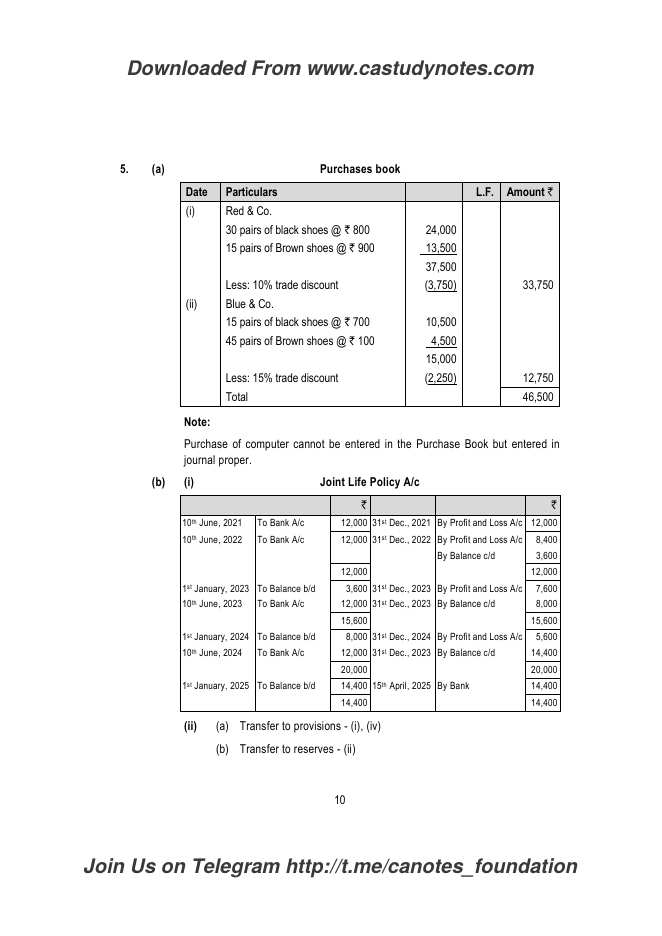 Downloaded From www.castudynotes.com
5. (a) Purchases book
Date Particulars L.F. Amount ₹
(i) Red & Co.
30 pairs of black shoes @ ₹ 800 24,000
15 pairs of Brown shoes @ ₹ 900 13,500
37,500
Less: 10% trade discount (3,750) 33,750
(ii) Blue & Co.
15 pairs of black shoes @ ₹ 700 10,500
45 pairs of Brown shoes @ ₹ 100 4,500
15,000
Less: 15% trade discount (2,250) 12,750
Total 46,500
Note:
Purchase of computer cannot be entered in the Purchase Book but entered in
journal proper.
(b) (i) Joint Life Policy A/c
₹ ₹
10th June, 2021 To Bank A/c 12,000 31st Dec., 2021 By Profit and Loss A/c 12,000
10th June, 2022 To Bank A/c 12,000 31st Dec., 2022 By Profit and Loss A/c 8,400
By Balance c/d 3,600
12,000 12,000
1st January, 2023 To Balance b/d 3,600 31st Dec., 2023 By Profit and Loss A/c 7,600
10th June, 2023 To Bank A/c 12,000 31st Dec., 2023 By Balance c/d 8,000
15,600 15,600
1st January, 2024 To Balance b/d 8,000 31st Dec., 2024 By Profit and Loss A/c 5,600
10th June, 2024 To Bank A/c 12,000 31st Dec., 2023 By Balance c/d 14,400
20,000 20,000
1st January, 2025 To Balance b/d 14,400 15th April, 2025 By Bank 14,400
14,400 14,400
(ii) (a) Transfer to provisions - (i), (iv)
(b) Transfer to reserves - (ii)
10
Join Us on Telegram http://t.me/canotes_foundation